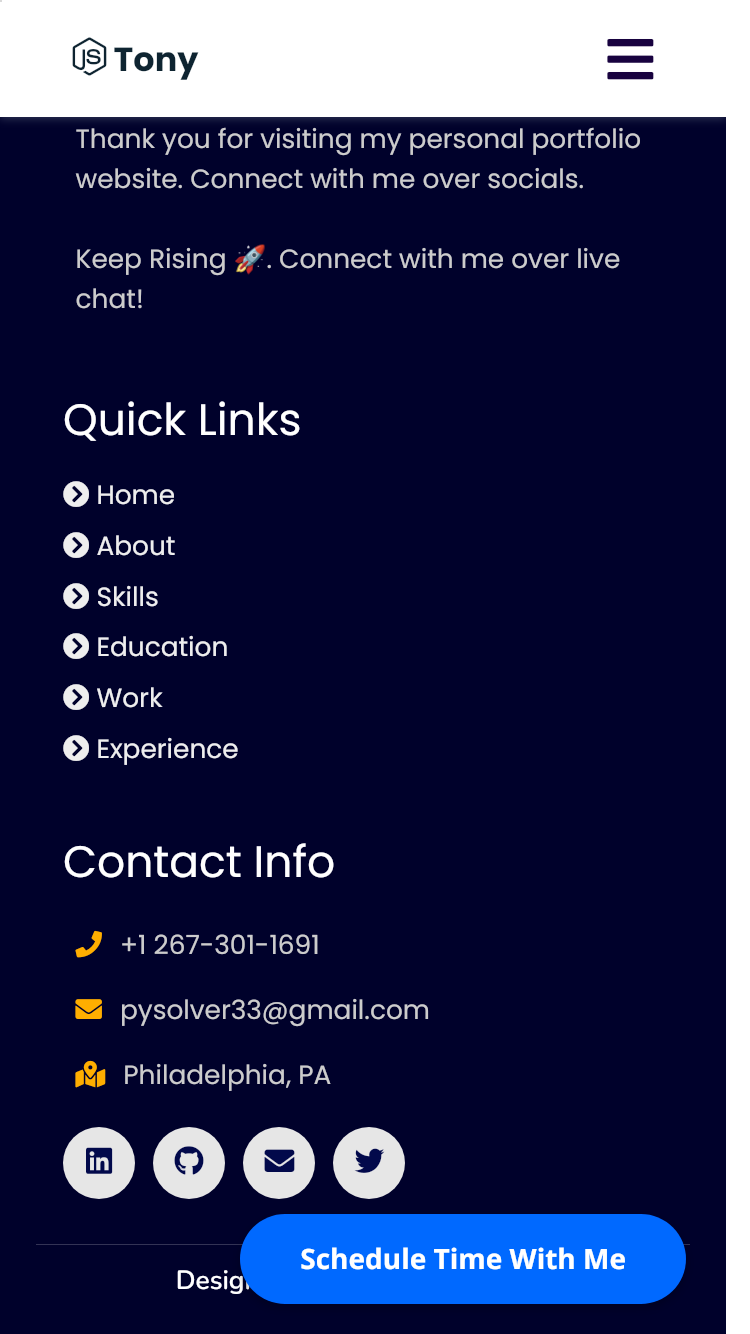 JS Tony
Thank you for visiting my personal portfolio
website. Connect with me over socials.
Keep Rising 🚀. Connect with me over live
chat!
Quick Links
Home
About
Skills
Education
Work
Experience
Contact Info
+1 267-301-1691
pysolver33@gmail.com
Philadelphia, PA
in
Schedule Time With Me